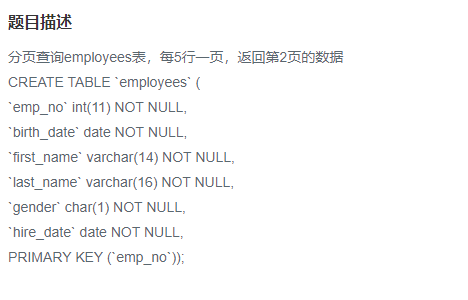 题目描述
分页查询employees表，每5行一页，返回第2页的数据
CREATE TABLE `employees` (
`emp_no` int(11) NOT NULL,
`birth_date` date NOT NULL,
`first_name` varchar(14) NOT NULL,
`last_name` varchar(16) NOT NULL,
`gender` char(1) NOT NULL,
`hire_date` date NOT NULL,
PRIMARY KEY (`emp_no`));